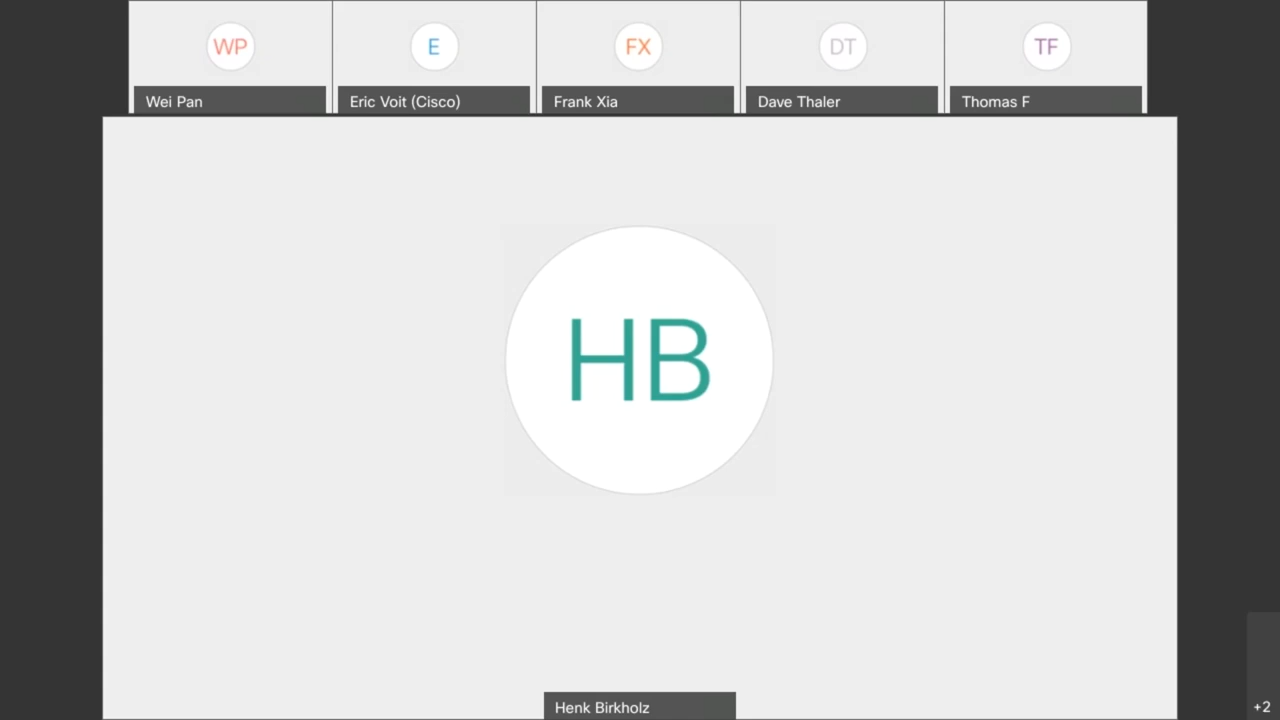 WP
E
FX
DT
TF
Wei Pan
Eric Voit (Cisco)
Frank Xia
Dave Thaler
Thomas F
HB
Henk Birkholz
+2